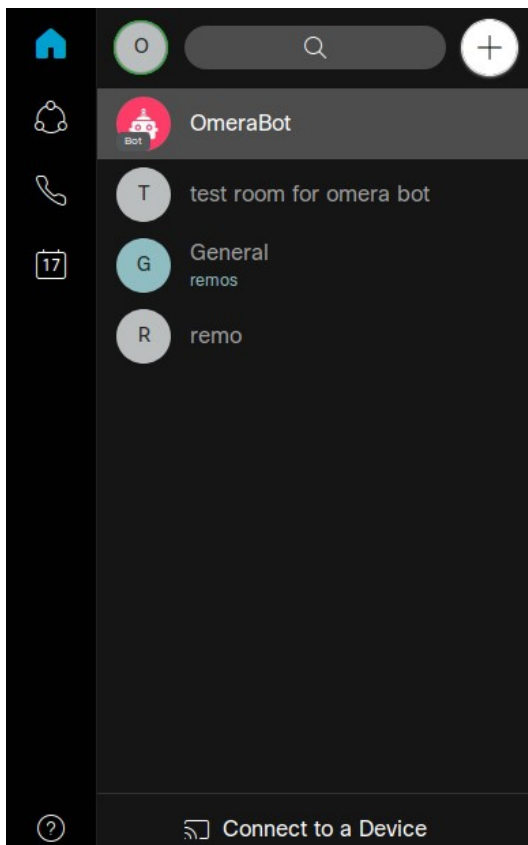 O
OmeraBot
Bot
T
test room for omera bot
17
G
General
remos
R
remo
?
Connect to a Device